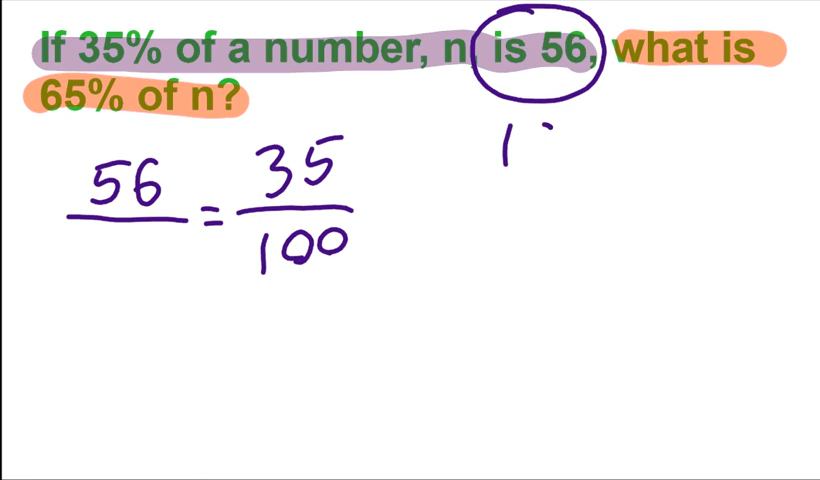 If 35% of a number, n, is 56, what is
65% of n?
56 = 35
100